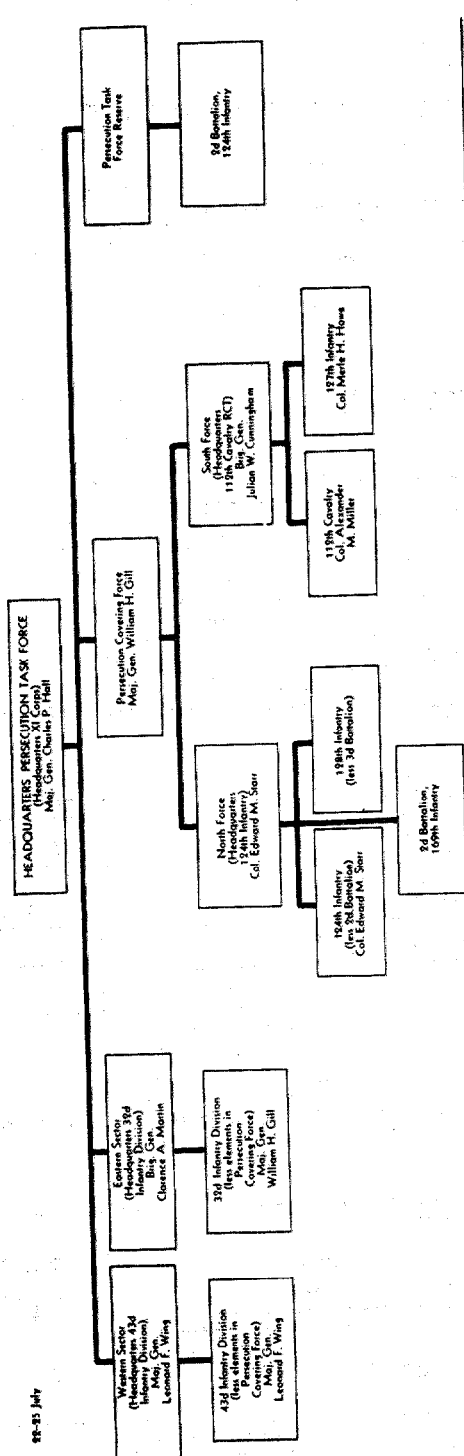 22-25 July
HEADQUARTERS PERSECUTION TASK FORCE
(Headquarters XI Corps)
Maj. Gen. Charles P. Hall
Western Sector
(Headquarters 43d
Infantry Division)
Maj. Gen.
Leonard F. Wing
Eastern Sector
(Headquarters 32d
Infantry Division)
Brig. Gen.
Clarence A. Martin
Persecution Covering Force
Maj. Gen. William H. Gill
Persecution Task
Force Reserve
43d Infantry Division
(less elements in
Persecution
Covering Force)
Maj. Gen.
Leonard F. Wing
32d Infantry Division
(less elements in
Persecution
Covering Force)
Maj. Gen.
William H. Gill
North Force
(Headquarters
124th Infantry)
Col. Edward M. Starr
South Force
(Headquarters
112th Cavalry RCT)
Brig. Gen.
Julian W. Cunningham
2d Battalion,
124th Infantry
124th Infantry
(less 2d Battalion)
Col. Edward M. Starr
128th Infantry
(less 3d Battalion)
112th Cavalry
Col. Alexander
M. Miller
127th Infantry
Col. Merle H. Howe
2d Battalion,
169th Infantry